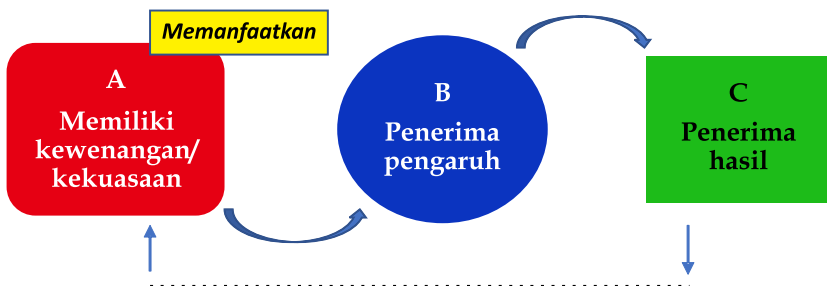 Memanfaatkan
A
Memiliki
kewenangan/
kekuasaan
B
Penerima
pengaruh
C
Penerima
hasil